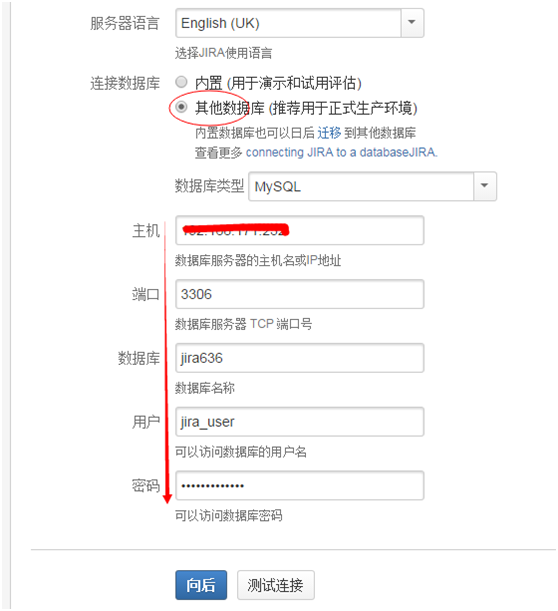 服务器语言 English (UK)
选择JIRA使用语言
连接数据库 内置 (用于演示和试用评估)
其他数据库 (推荐用于正式生产环境)
内置数据库也可以日后 迁移 到其他数据库
查看更多 connecting JIRA to a databaseJIRA.
数据库类型 MySQL
主机
数据库服务器的主机名或IP地址
端口 3306
数据库服务器 TCP 端口号
数据库 jira636
数据库名称
用户 jira_user
可以访问数据库的用户名
密码 •••••••••••••
可以访问数据库密码
向后 测试连接